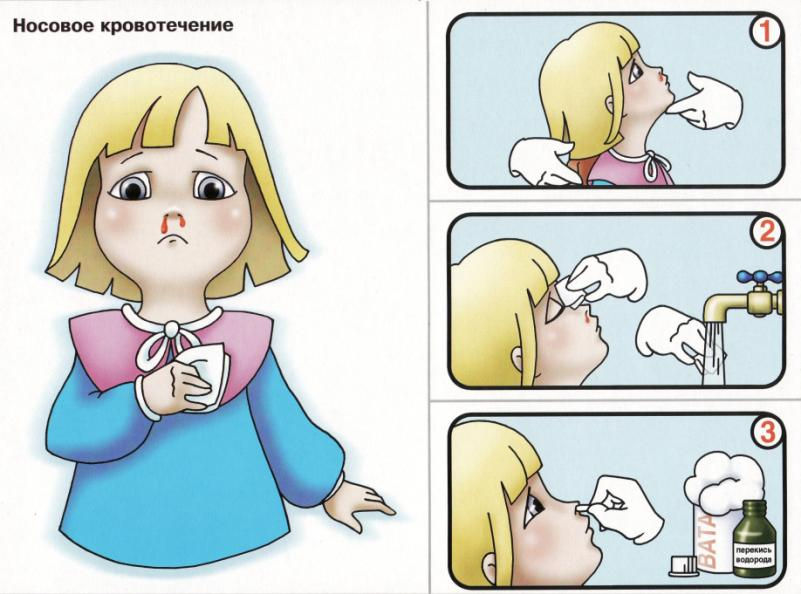 Носовое кровотечение
1
2
3
ВАТА
перекись
водорода